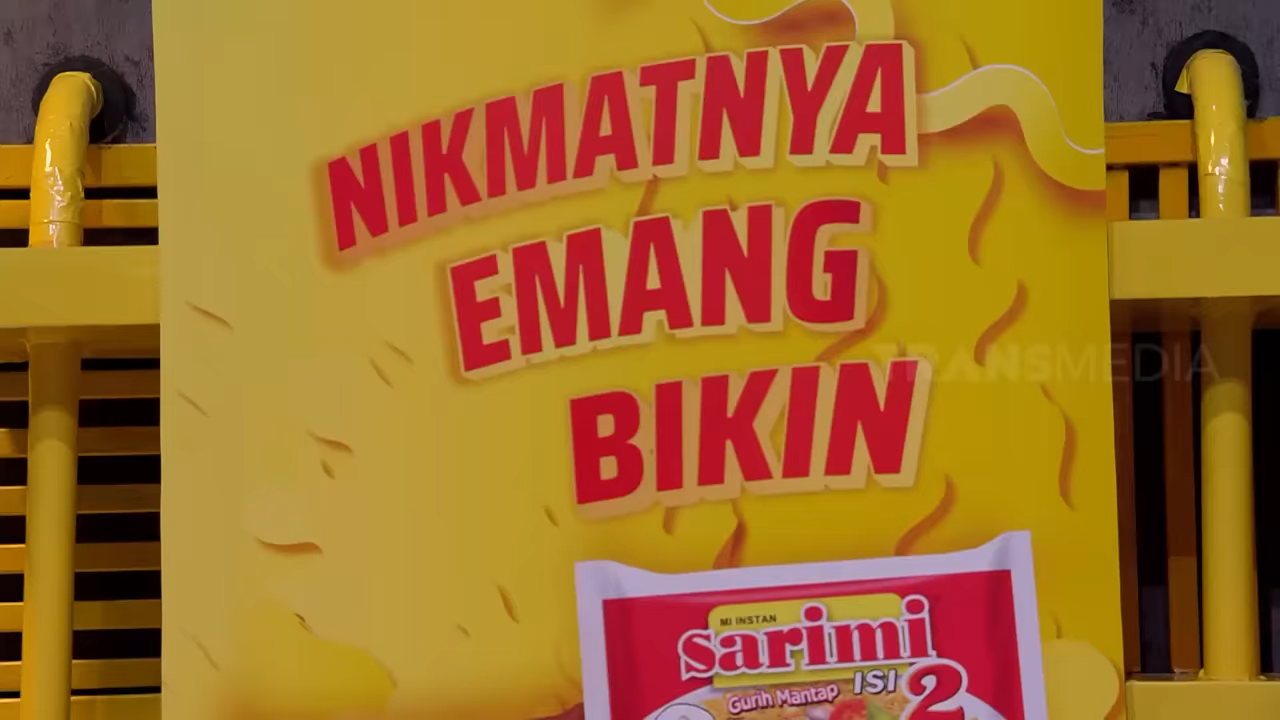 NIKMATNYA
EMANG
BIKIN
TRANSMEDIA
MI INSTAN
sarimi
ISI 2
Gurih Mantap